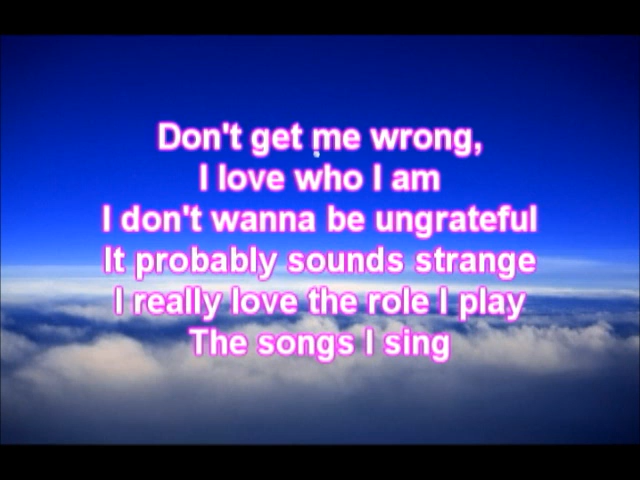 Don't get me wrong,
I love who I am
I don't wanna be ungrateful
It probably sounds strange
I really love the role I play
The songs I sing